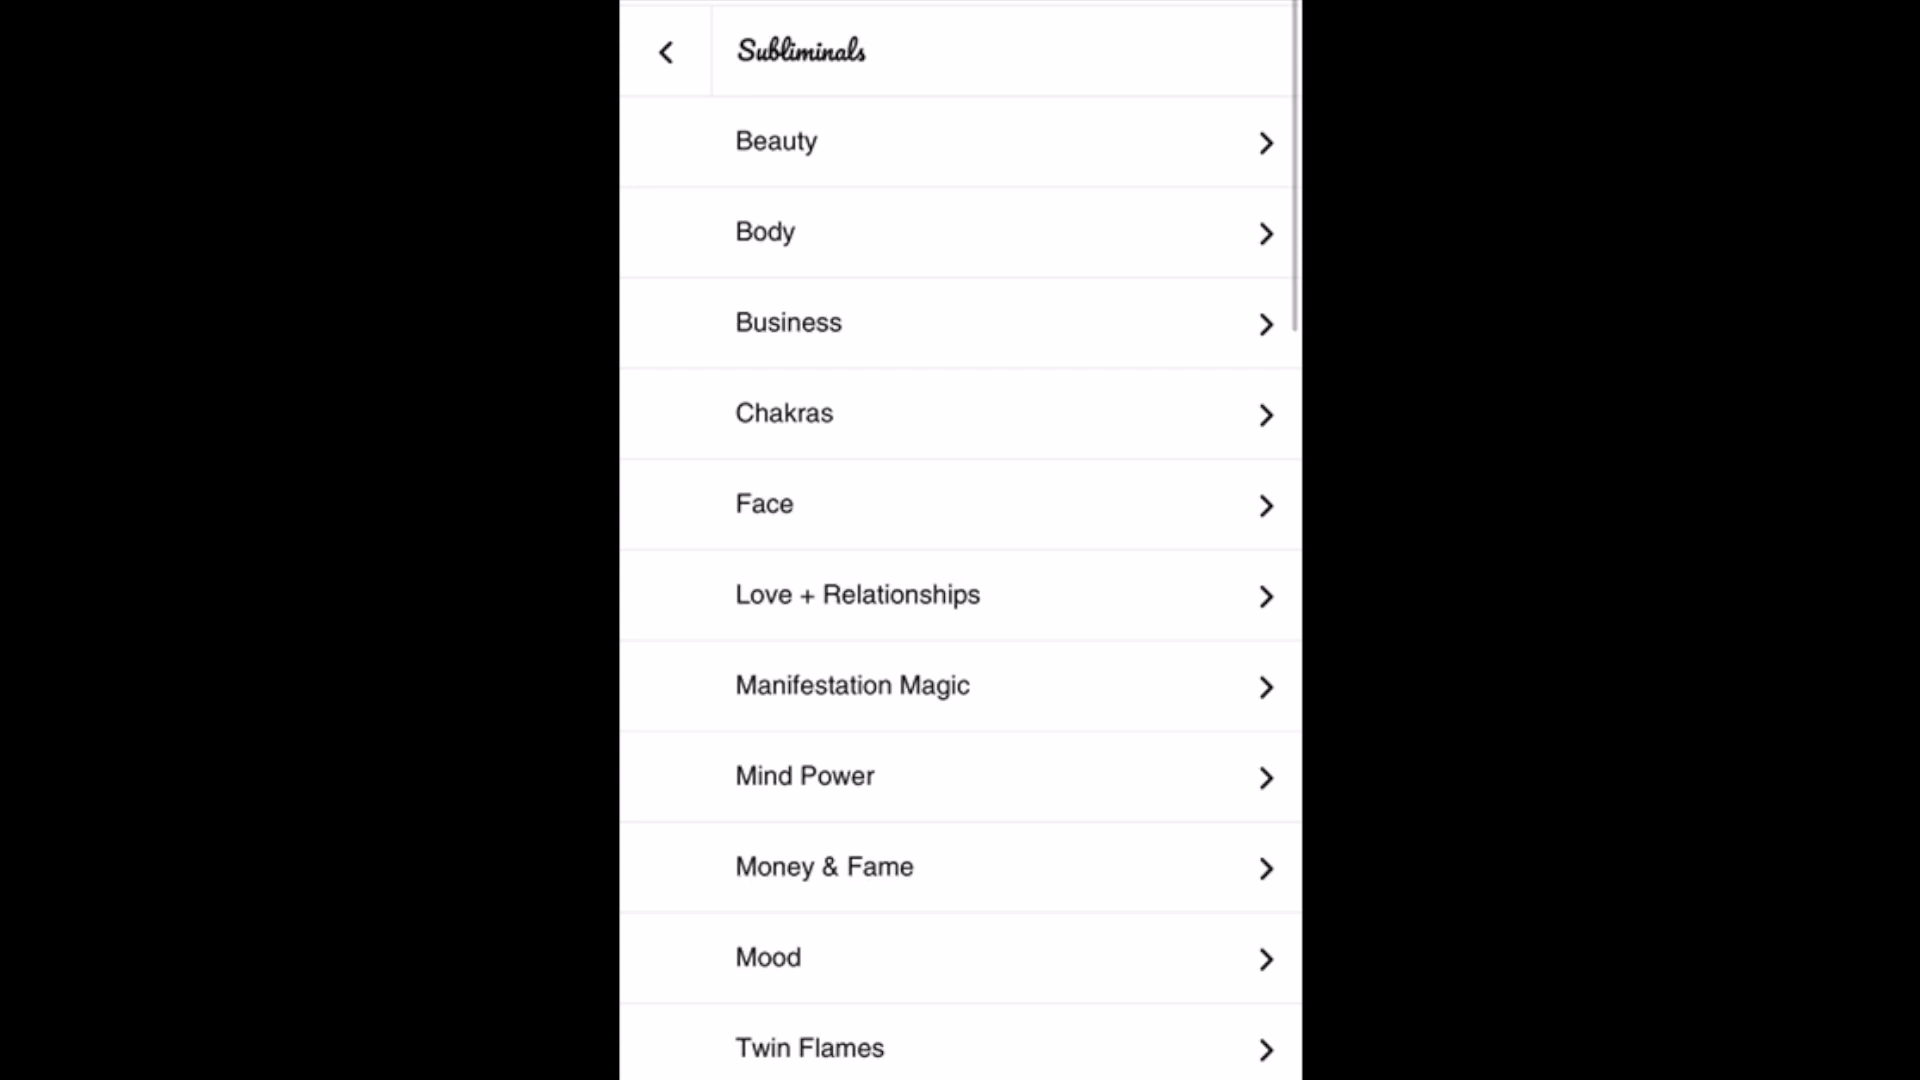 Subliminals
Beauty
Body
Business
Chakras
Face
Love + Relationships
Manifestation Magic
Mind Power
Money & Fame
Mood
Twin Flames